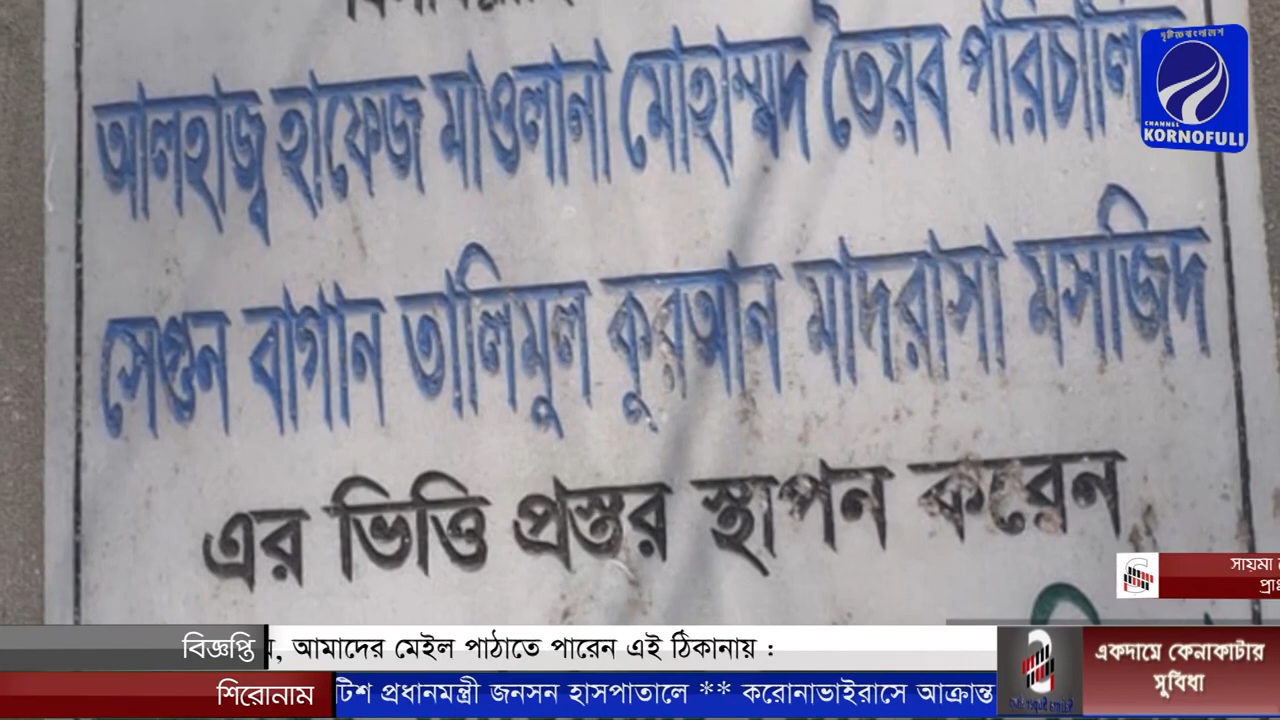 আলহাজ্ব হাফেজ মাওলানা মোহাম্মদ তৈয়ব
সেগুন বাগান তালিমুল কুরআন মাদরাসা মসজিদ
এর ভিত্তি প্রস্তর স্থাপন করেন
দৃষ্টিতে বাংলাদেশ
CHANNEL
KORNOFULI
সায়মা
বিজ্ঞপ্তি
, আমাদের মেইল পাঠাতে পারেন এই ঠিকানায় :
শিরোনাম
টিশ প্রধানমন্ত্রী জনসন হাসপাতালে ** করোনাভাইরাসে আক্রান্ত
একদামে কেনাকাটার
সুবিধা